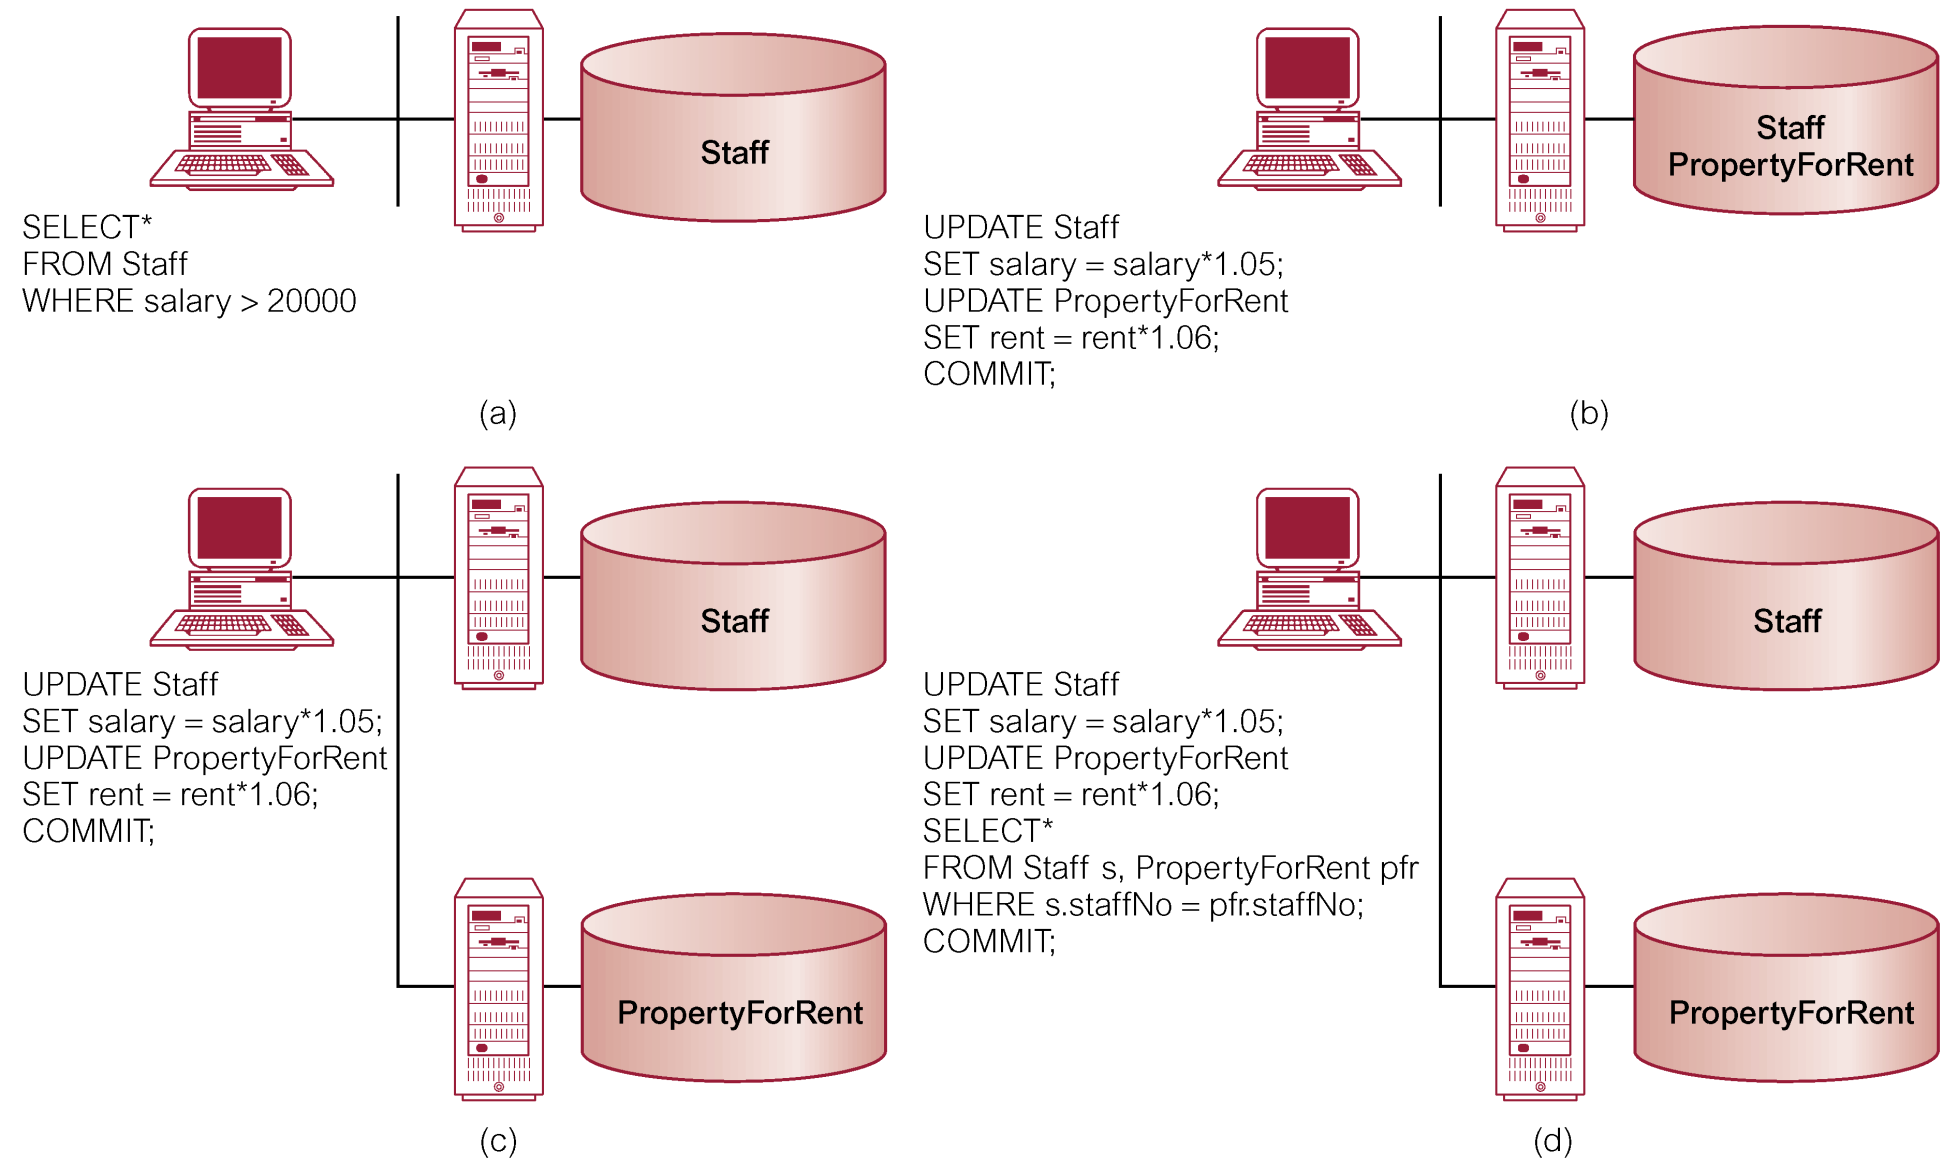 Staff
SELECT*
FROM Staff
WHERE salary > 20000
(a)
Staff
PropertyForRent
UPDATE Staff
SET salary = salary*1.05;
UPDATE PropertyForRent
SET rent = rent*1.06;
COMMIT;
(b)
Staff
UPDATE Staff
SET salary = salary*1.05;
UPDATE PropertyForRent
SET rent = rent*1.06;
COMMIT;
PropertyForRent
(c)
Staff
UPDATE Staff
SET salary = salary*1.05;
UPDATE PropertyForRent
SET rent = rent*1.06;
SELECT*
FROM Staff s, PropertyForRent pfr
WHERE s.staffNo = pfr.staffNo;
COMMIT;
PropertyForRent
(d)